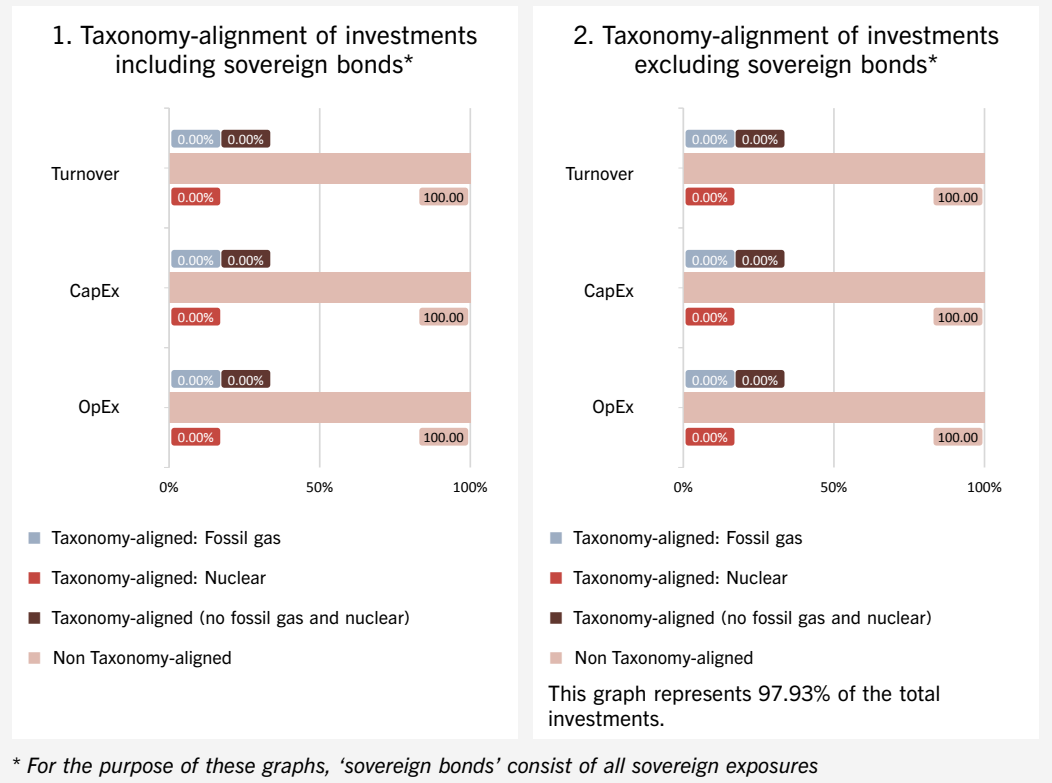 1. Taxonomy-alignment of investments
including sovereign bonds*
0.00% 0.00%
Turnover
0.00% 100.00
0.00% 0.00%
CapEx
0.00% 100.00
0.00% 0.00%
OpEx
0.00% 100.00
0% 50% 100%
Taxonomy-aligned: Fossil gas
Taxonomy-aligned: Nuclear
Taxonomy-aligned (no fossil gas and nuclear)
Non Taxonomy-aligned
2. Taxonomy-alignment of investments
excluding sovereign bonds*
0.00% 0.00%
Turnover
0.00% 100.00
0.00% 0.00%
CapEx
0.00% 100.00
0.00% 0.00%
OpEx
0.00% 100.00
0% 50% 100%
Taxonomy-aligned: Fossil gas
Taxonomy-aligned: Nuclear
Taxonomy-aligned (no fossil gas and nuclear)
Non Taxonomy-aligned
This graph represents 97.93% of the total
investments.
* For the purpose of these graphs, ‘sovereign bonds’ consist of all sovereign exposures